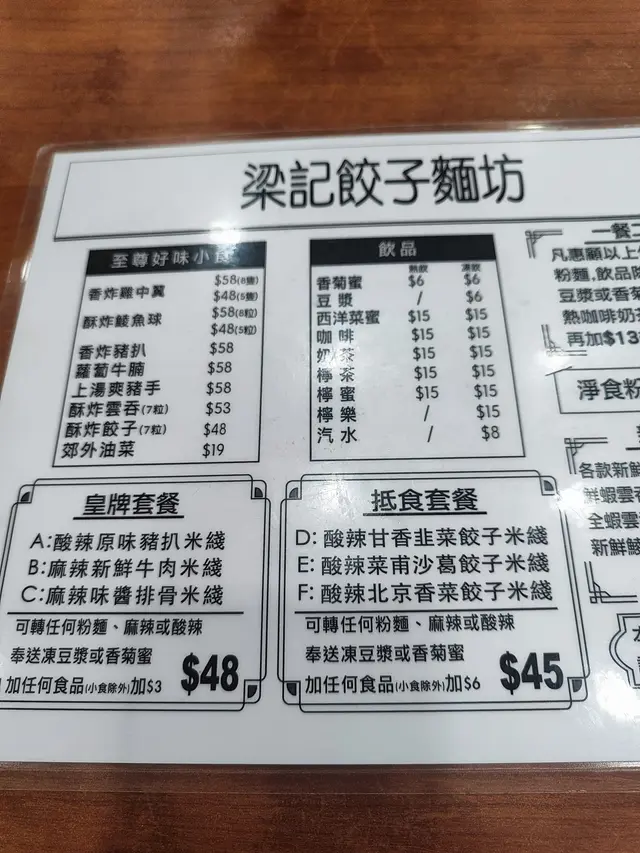 梁記餃子麵坊
至尊好味小食
香炸雞中翼 $58(8隻)
$48(5隻)
酥炸鯪魚球 $58(8粒)
$48(5粒)
香炸豬扒 $58
蘿蔔牛腩 $58
上湯爽豬手 $58
酥炸雲吞(7粒) $53
酥炸餃子(7粒) $48
郊外油菜 $19
飲品
熱飲 凍飲
香菊蜜 $6 $6
豆漿 / $6
西洋菜蜜 $15 $15
咖啡 $15 $15
奶茶 $15 $15
檸茶 $15 $15
檸蜜 $15 $15
檸樂 / $15
汽水 / $8
一餐
凡惠顧以上
粉麵,飲品
豆漿或香
熱咖啡奶
再加$13
淨食粉
各款新鮮
鮮蝦雲
全蝦雲
新鮮
皇牌套餐
A:酸辣原味豬扒米綫
B:麻辣新鮮牛肉米綫
C:麻辣味醬排骨米綫
可轉任何粉麵、麻辣或酸辣
奉送凍豆漿或香菊蜜
加任何食品(小食除外)加$3
$48
抵食套餐
D:酸辣甘香韭菜餃子米綫
E:酸辣菜甫沙葛餃子米綫
F:酸辣北京香菜餃子米綫
可轉任何粉麵、麻辣或酸辣
奉送凍豆漿或香菊蜜
加任何食品(小食除外)加$6
$45